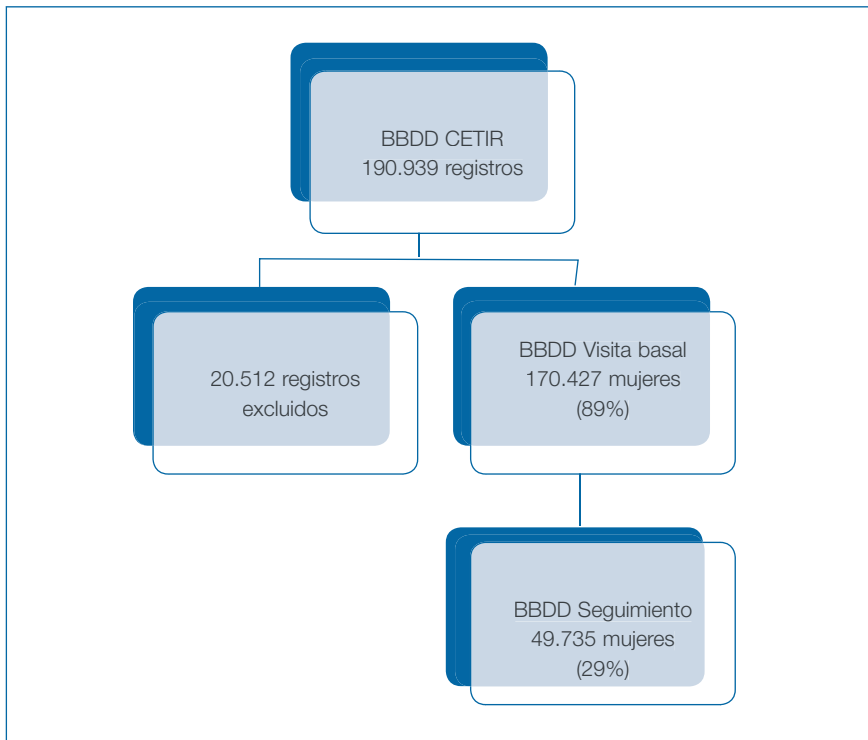 BBDD CETIR
190.939 registros
20.512 registros
excluidos
BBDD Visita basal
170.427 mujeres
(89%)
BBDD Seguimiento
49.735 mujeres
(29%)